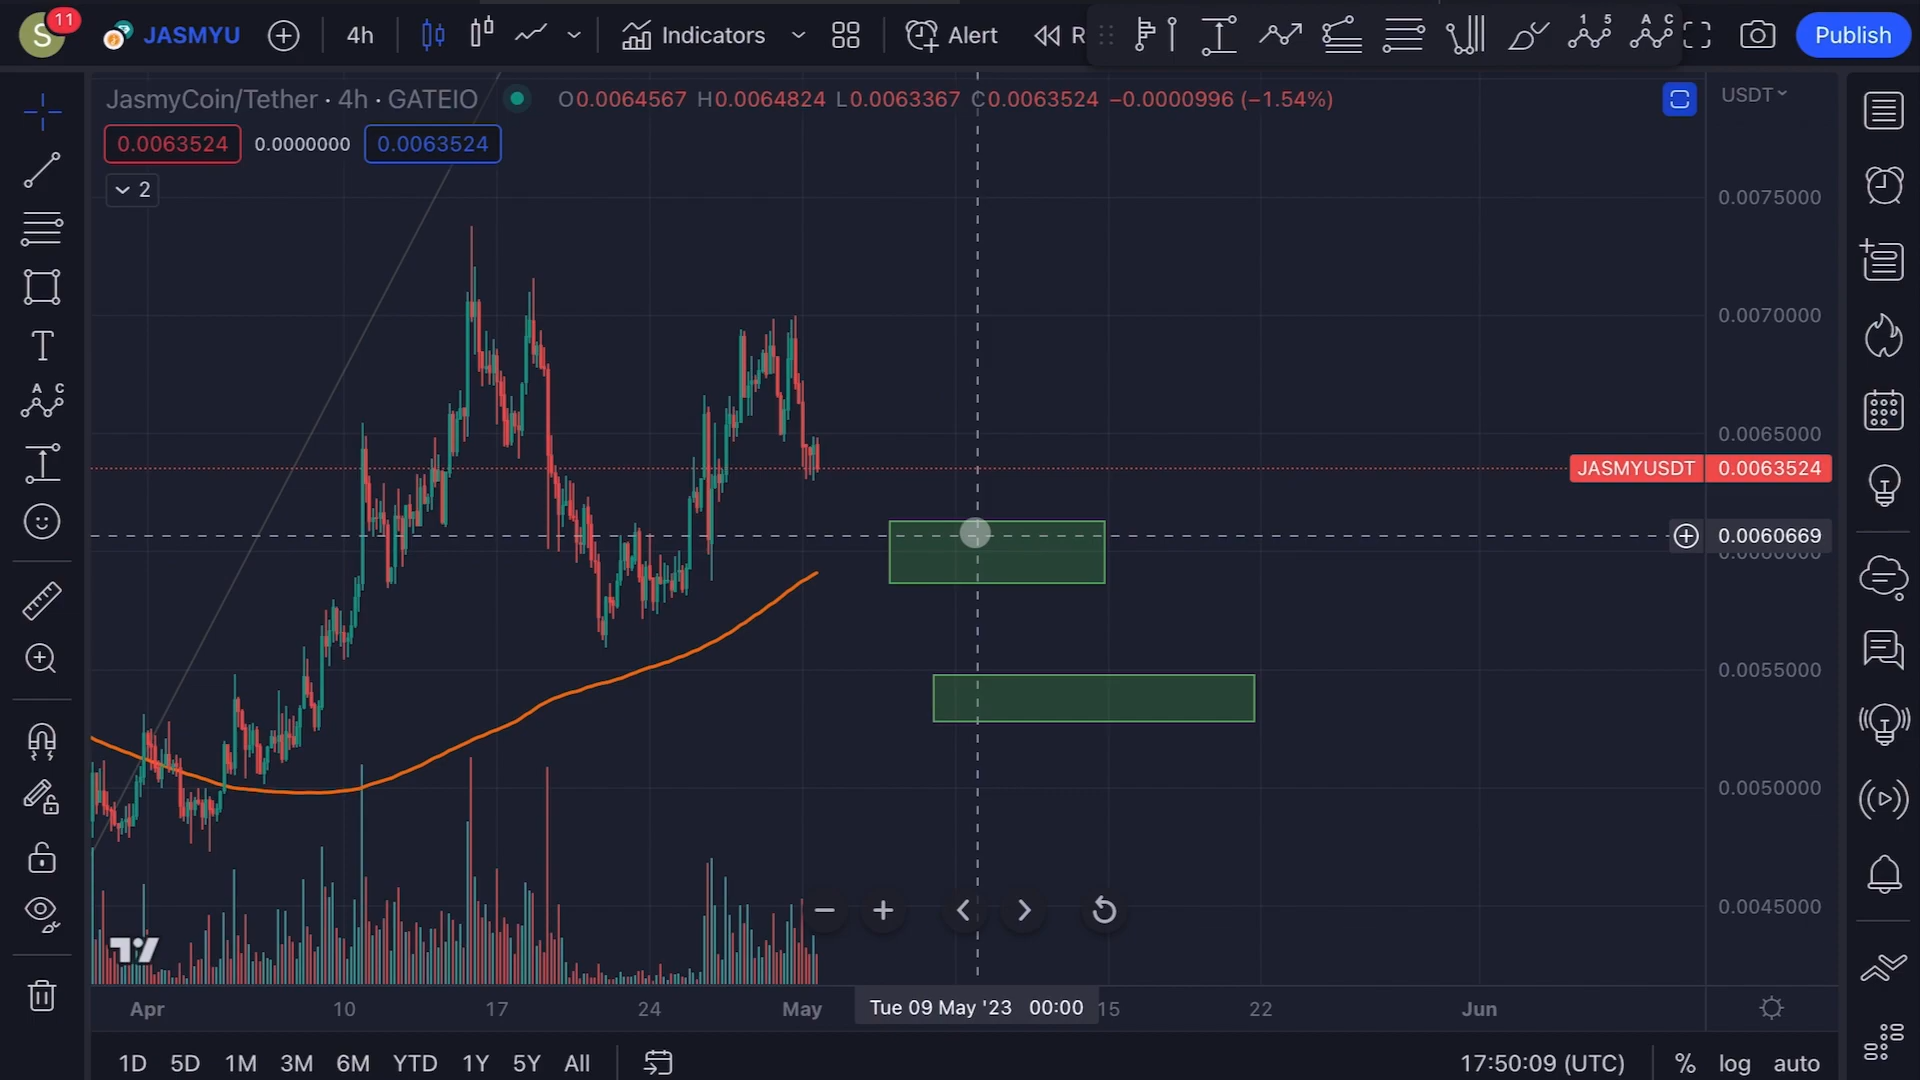 S 11 JASMYU 4h Indicators Alert R 1 5 A C Publish
JasmyCoin/Tether · 4h · GATEIO O0.0064567 H0.0064824 L0.0063367 C0.0063524 −0.0000996 (−1.54%) USDT
0.0063524 0.0000000 0.0063524
2
0.0075000
0.0070000
T
A C
0.0065000
JASMYUSDT 0.0063524
0.0060669
0.0060000
0.0055000
0.0050000
0.0045000
Apr 10 17 24 May Tue 09 May '23 00:00 15 22 Jun
1D 5D 1M 3M 6M YTD 1Y 5Y All 17:50:09 (UTC) % log auto